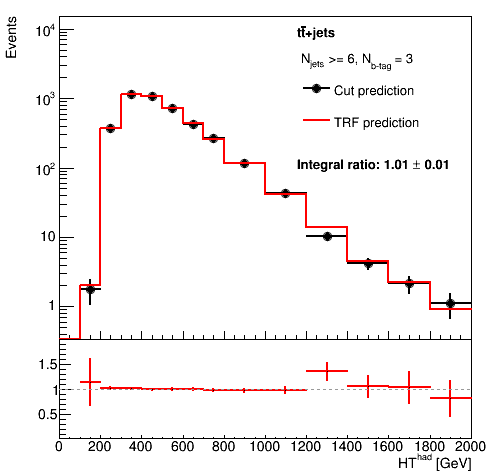 Events
10⁴
10³
10²
10
1
tt̄+jets
N_jets >= 6, N_b-tag = 3
Cut prediction
TRF prediction
Integral ratio: 1.01 ± 0.01
1.5
1
0.5
0 200 400 600 800 1000 1200 1400 1600 1800 2000
HT^had [GeV]